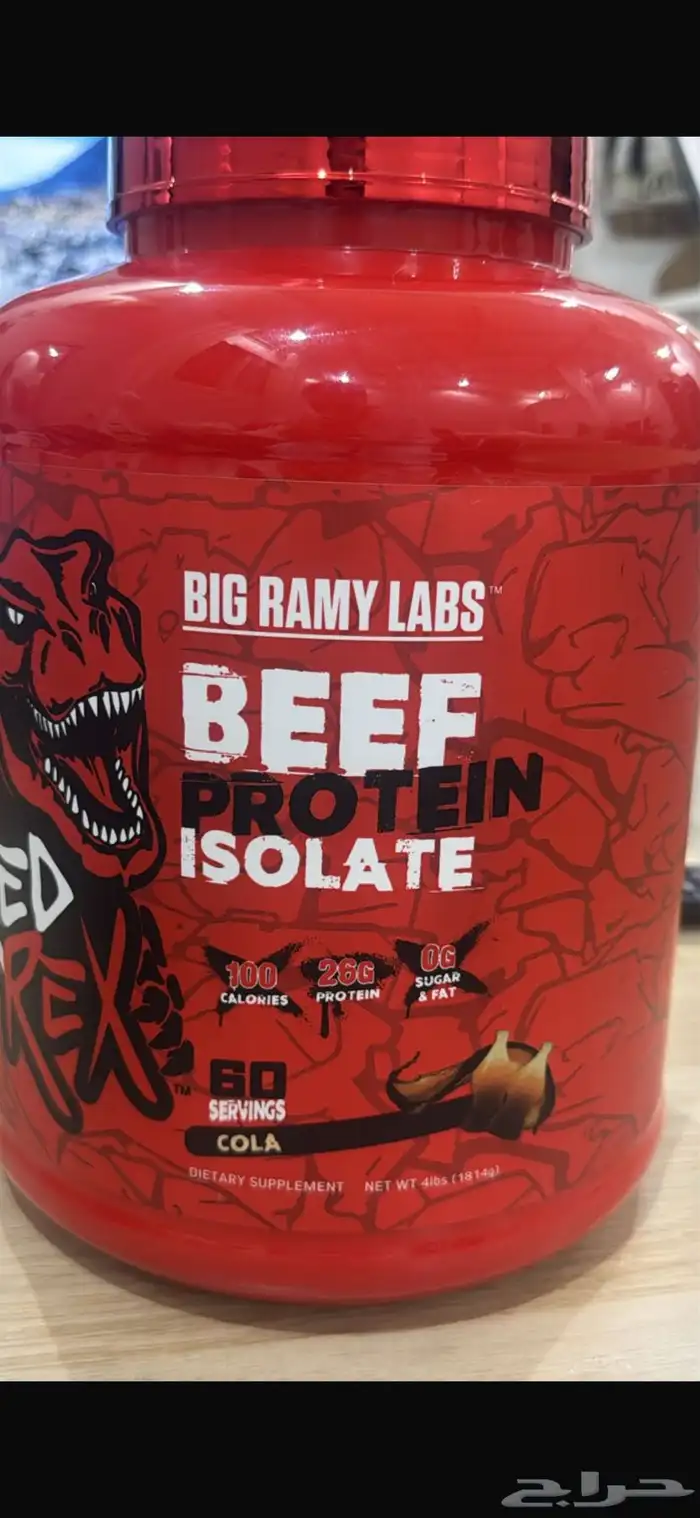 BIG RAMY LABS™
BEEF
PROTEIN
ISOLATE
100
CALORIES
26G
PROTEIN
0G
SUGAR
& FAT
ED
REX™
60
SERVINGS
COLA
DIETARY SUPPLEMENT NET WT 4lbs (1814g)
حراج